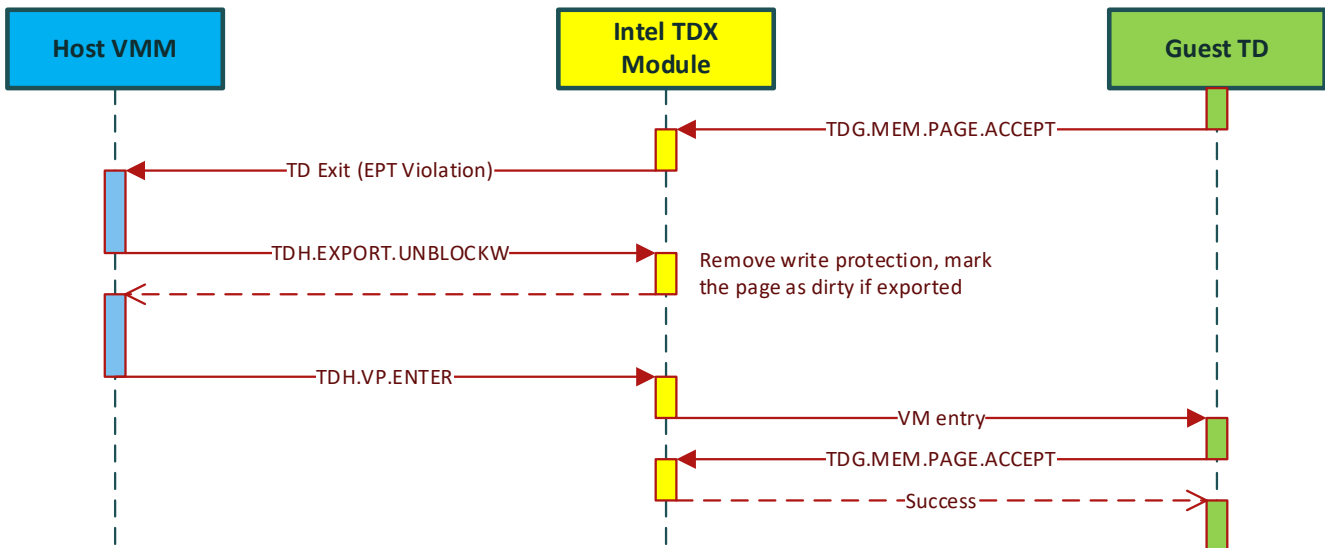 Host VMM
Intel TDX
Module
Guest TD
TDG.MEM.PAGE.ACCEPT
TD Exit (EPT Violation)
TDH.EXPORT.UNBLOCKW
Remove write protection, mark
the page as dirty if exported
TDH.VP.ENTER
VM entry
TDG.MEM.PAGE.ACCEPT
Success